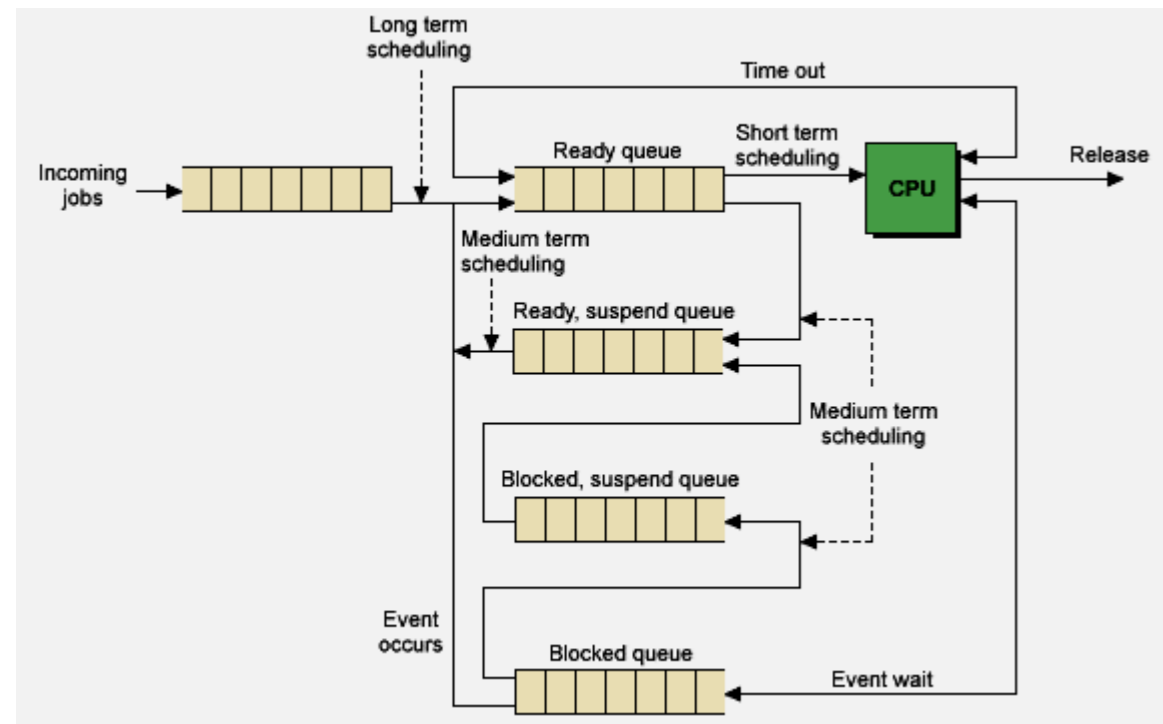 Long term
scheduling
Time out
Short term
scheduling
Ready queue
Incoming
jobs
CPU
Release
Medium term
scheduling
Ready, suspend queue
Medium term
scheduling
Blocked, suspend queue
Event
occurs
Blocked queue
Event wait